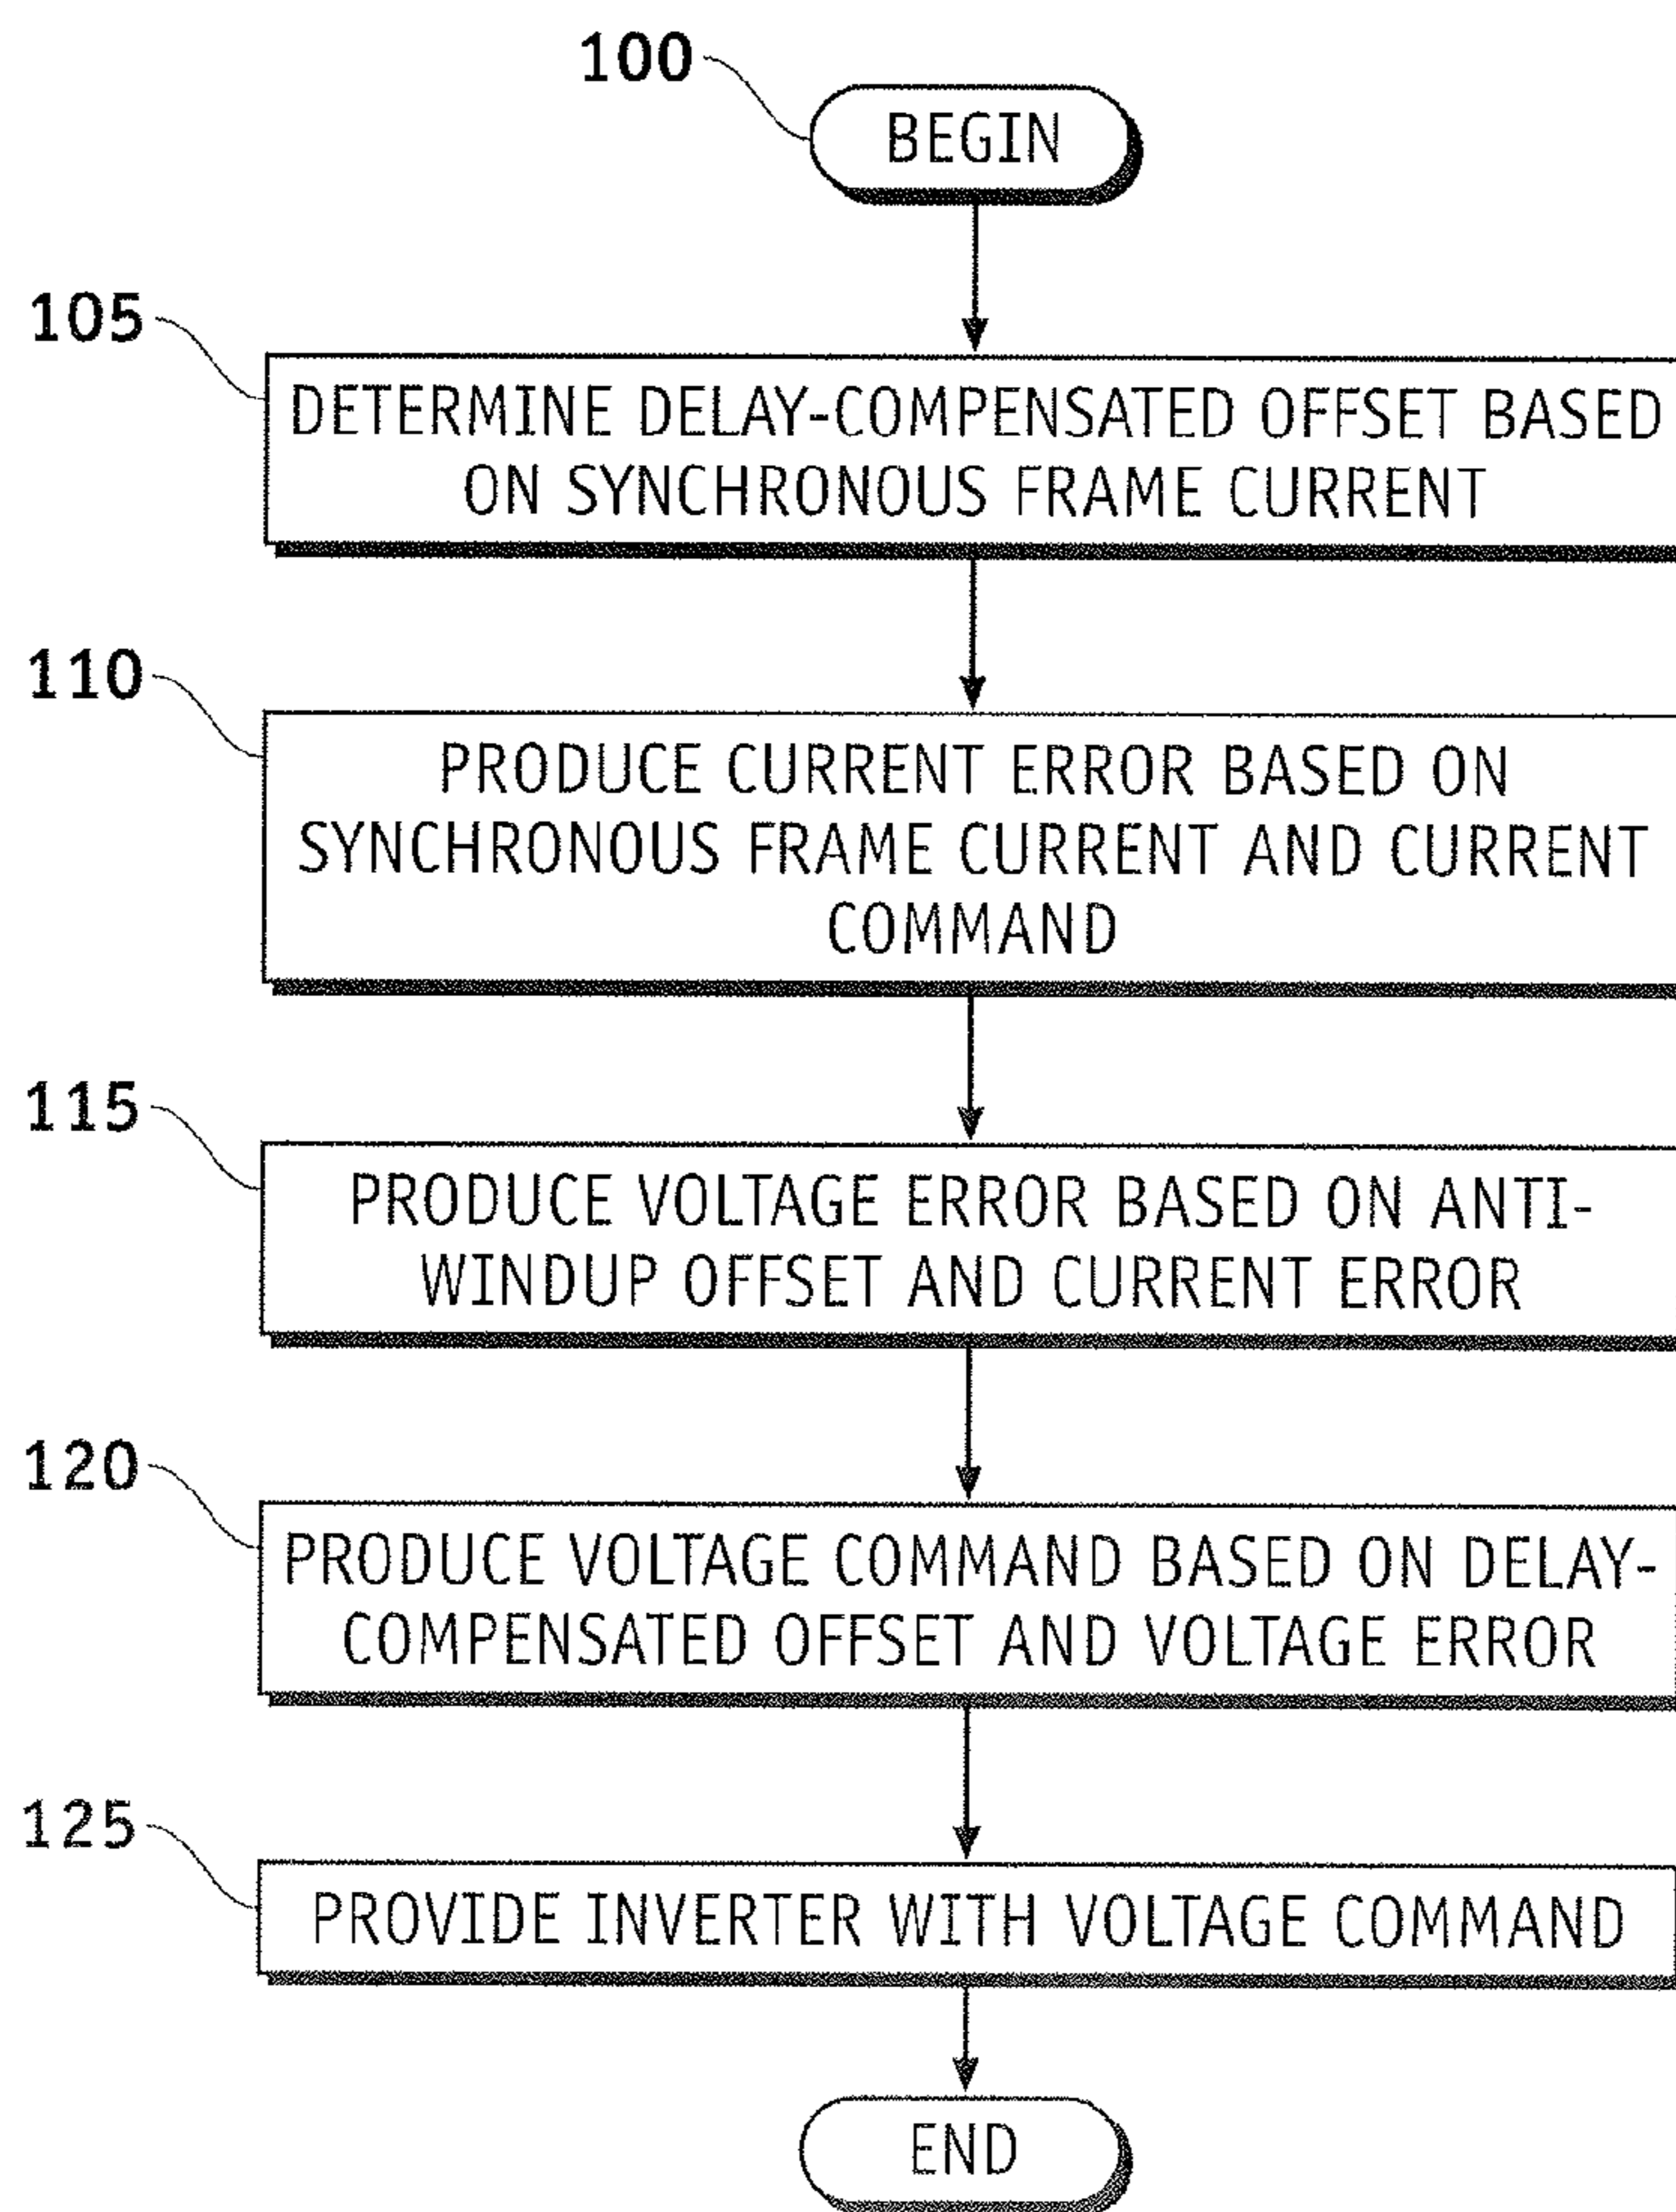 100
BEGIN
105
DETERMINE DELAY-COMPENSATED OFFSET BASED
ON SYNCHRONOUS FRAME CURRENT
110
PRODUCE CURRENT ERROR BASED ON
SYNCHRONOUS FRAME CURRENT AND CURRENT
COMMAND
115
PRODUCE VOLTAGE ERROR BASED ON ANTI-
WINDUP OFFSET AND CURRENT ERROR
120
PRODUCE VOLTAGE COMMAND BASED ON DELAY-
COMPENSATED OFFSET AND VOLTAGE ERROR
125
PROVIDE INVERTER WITH VOLTAGE COMMAND
END